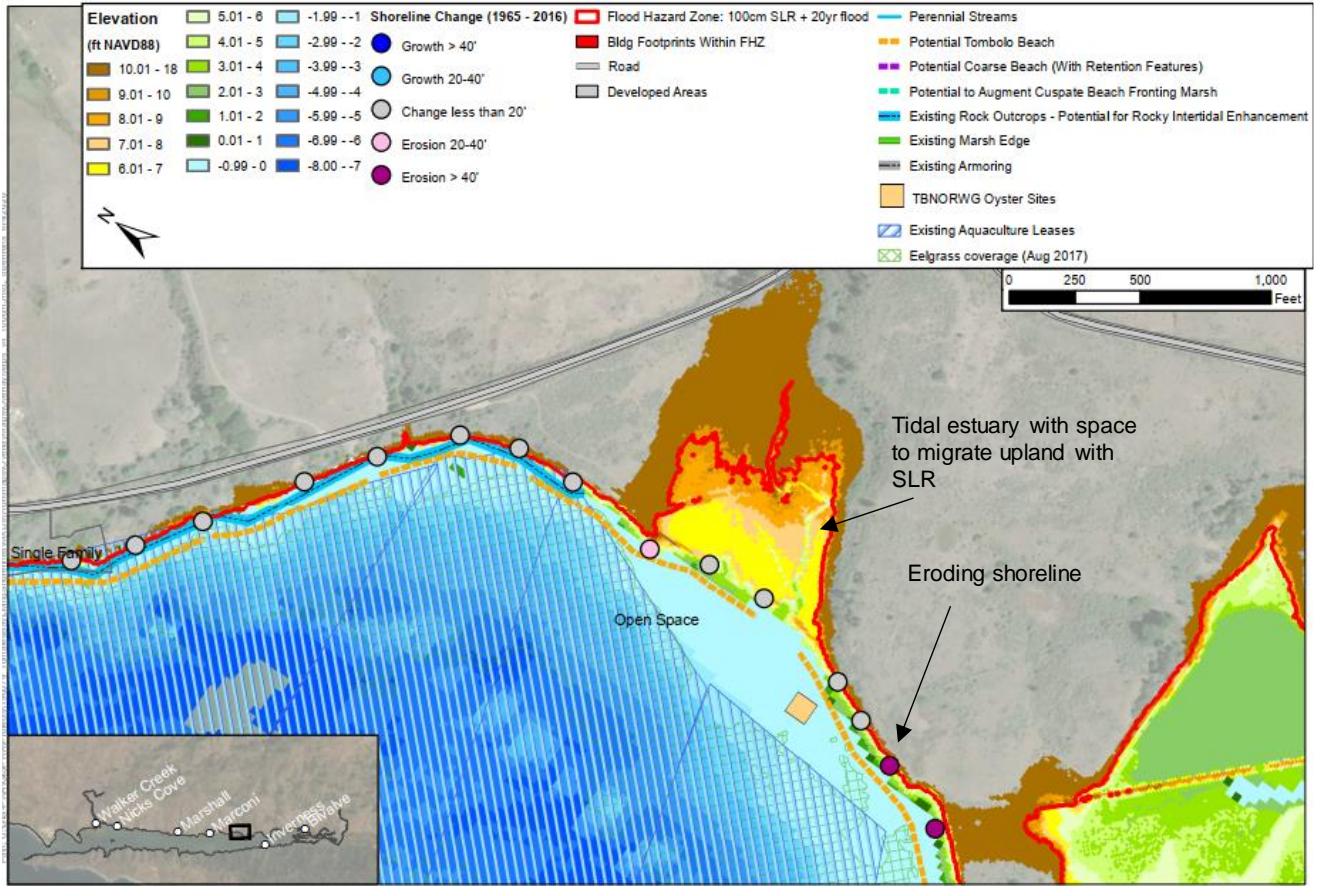 Elevation
(ft NAVD88)
10.01 - 18
9.01 - 10
8.01 - 9
7.01 - 8
6.01 - 7
5.01 - 6
4.01 - 5
3.01 - 4
2.01 - 3
1.01 - 2
0.01 - 1
-0.99 - 0
-1.99 - -1
-2.99 - -2
-3.99 - -3
-4.99 - -4
-5.99 - -5
-6.99 - -6
-8.00 - -7
Shoreline Change (1965 - 2016)
Growth > 40'
Growth 20-40'
Change less than 20'
Erosion 20-40'
Erosion > 40'
Flood Hazard Zone: 100cm SLR + 20yr flood
Bldg Footprints Within FHZ
Road
Developed Areas
Perennial Streams
Potential Tombolo Beach
Potential Coarse Beach (With Retention Features)
Potential to Augment Cuspate Beach Fronting Marsh
Existing Rock Outcrops - Potential for Rocky Intertidal Enhancement
Existing Marsh Edge
Existing Armoring
TBNORWG Oyster Sites
Existing Aquaculture Leases
Eelgrass coverage (Aug 2017)
N
0 250 500 1,000
Feet
Tidal estuary with space
to migrate upland with
SLR
Eroding shoreline
Single Family
Open Space
Walker Creek
Nicks Cove
Marshall
Marconi
Inverness
Bivalve